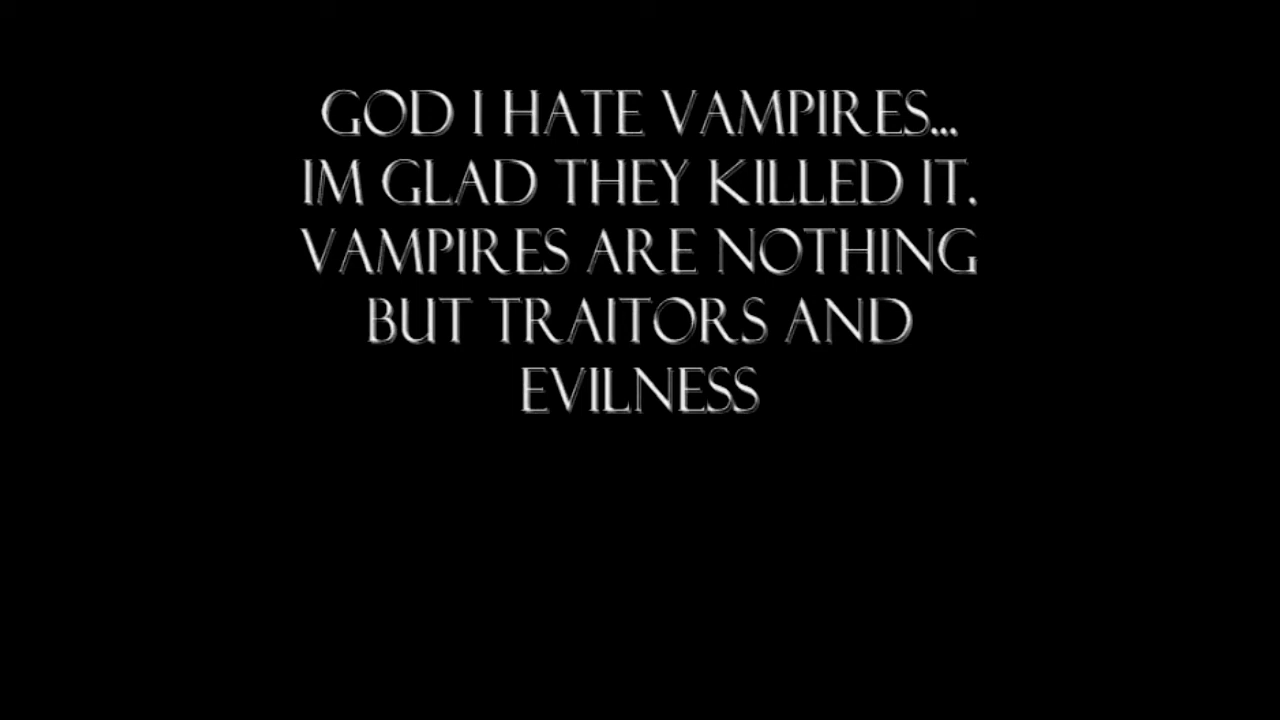 GOD I HATE VAMPIRES...
IM GLAD THEY KILLED IT.
VAMPIRES ARE NOTHING
BUT TRAITORS AND
EVILNESS